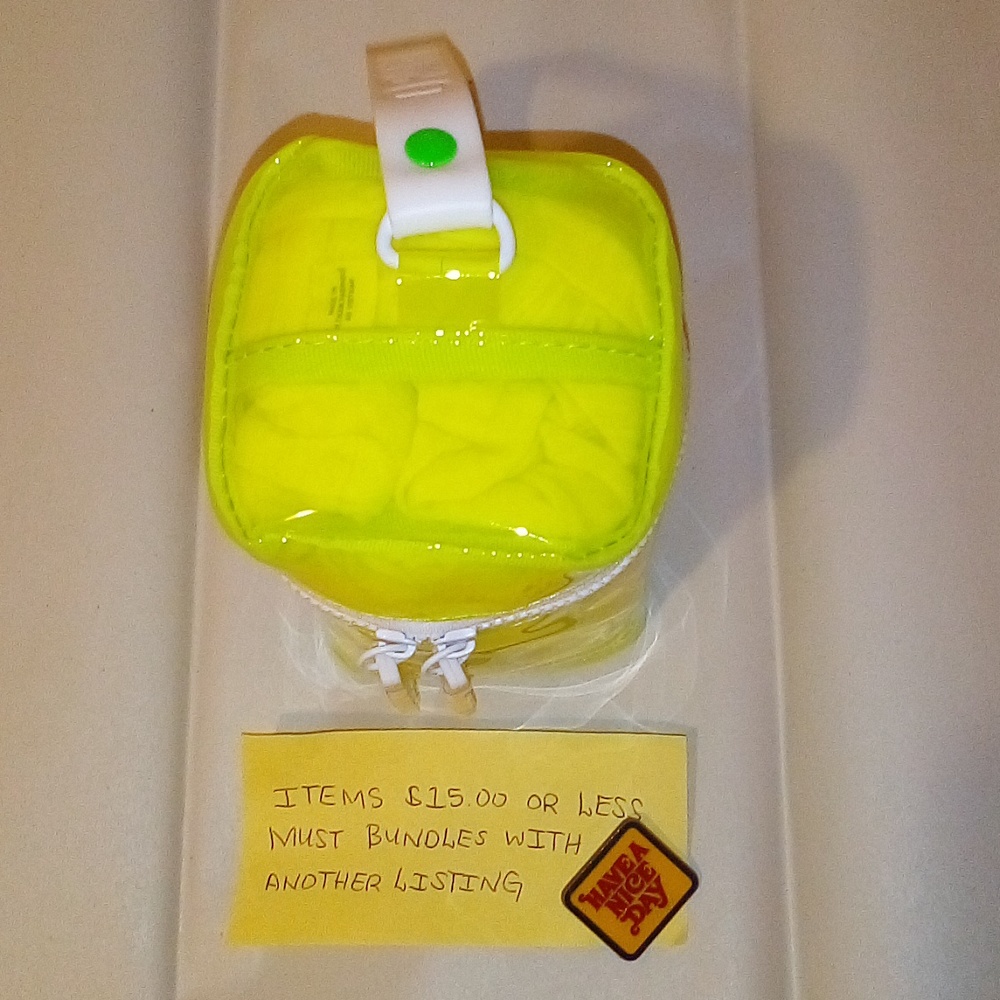 ITEMS $15.00 OR LESS
MUST BUNDLES WITH
ANOTHER LISTING
HAVE A
NICE
DAY